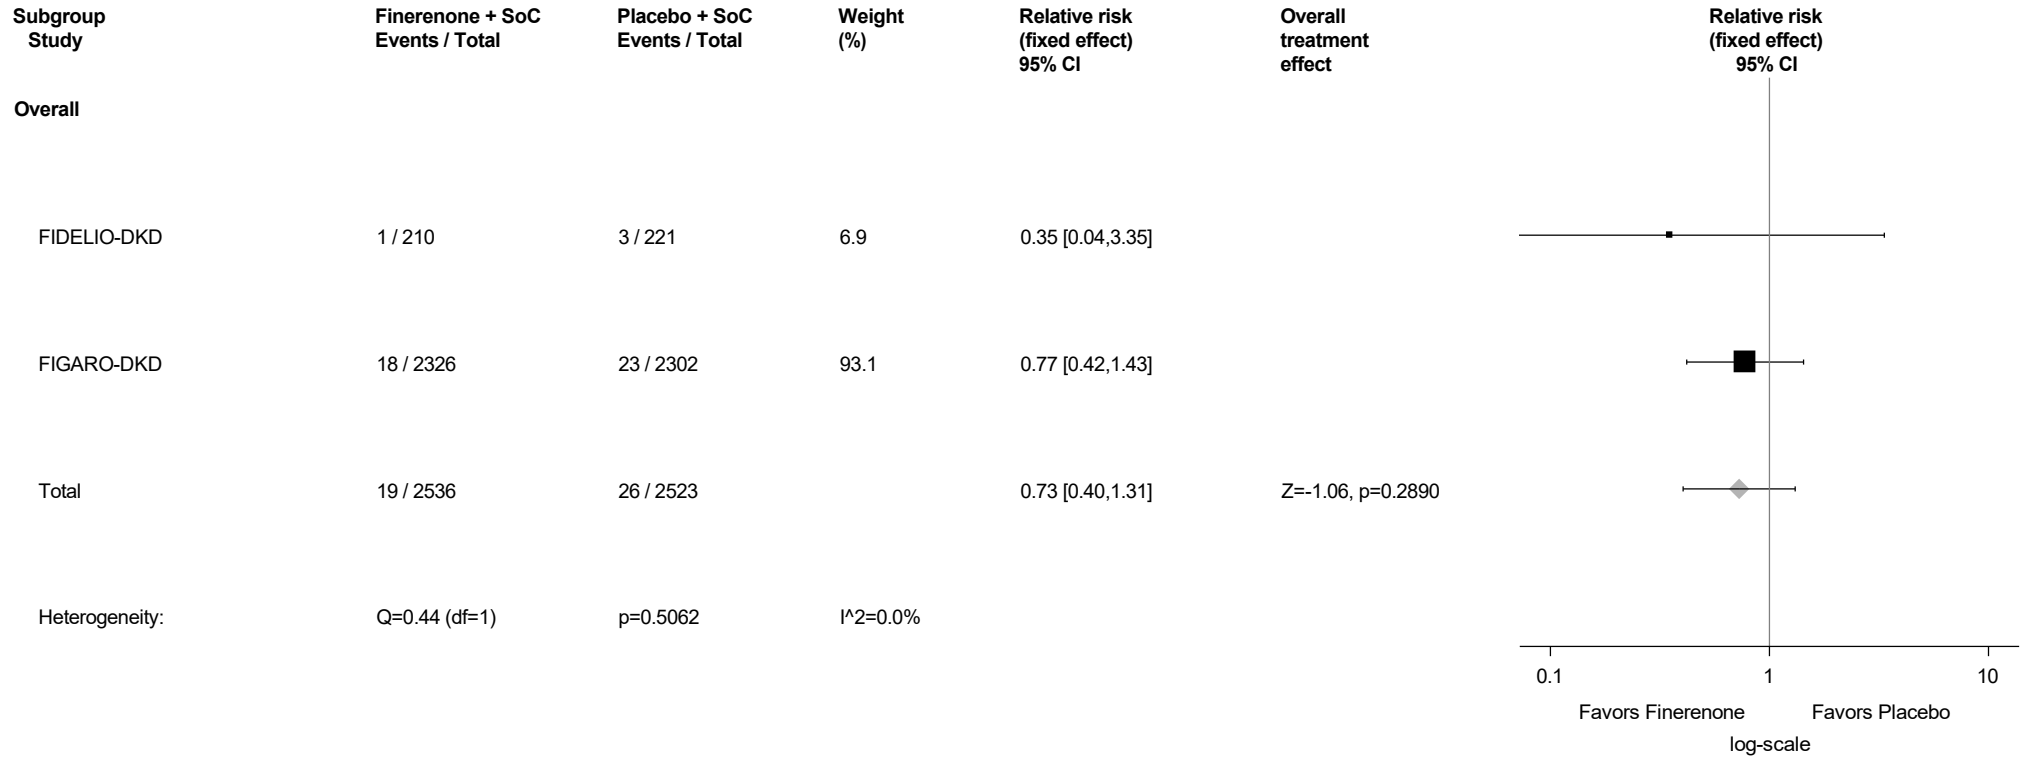 Subgroup Finerenone + SoC Placebo + SoC Weight Relative risk Overall Relative risk
Study Events / Total Events / Total (%) (fixed effect) treatment (fixed effect)
95% CI effect 95% CI
Overall
FIDELIO-DKD 1 / 210 3 / 221 6.9 0.35 [0.04,3.35]
FIGARO-DKD 18 / 2326 23 / 2302 93.1 0.77 [0.42,1.43]
Total 19 / 2536 26 / 2523 0.73 [0.40,1.31] Z=-1.06, p=0.2890
Heterogeneity: Q=0.44 (df=1) p=0.5062 I^2=0.0%
0.1 1 10
Favors Finerenone Favors Placebo
log-scale